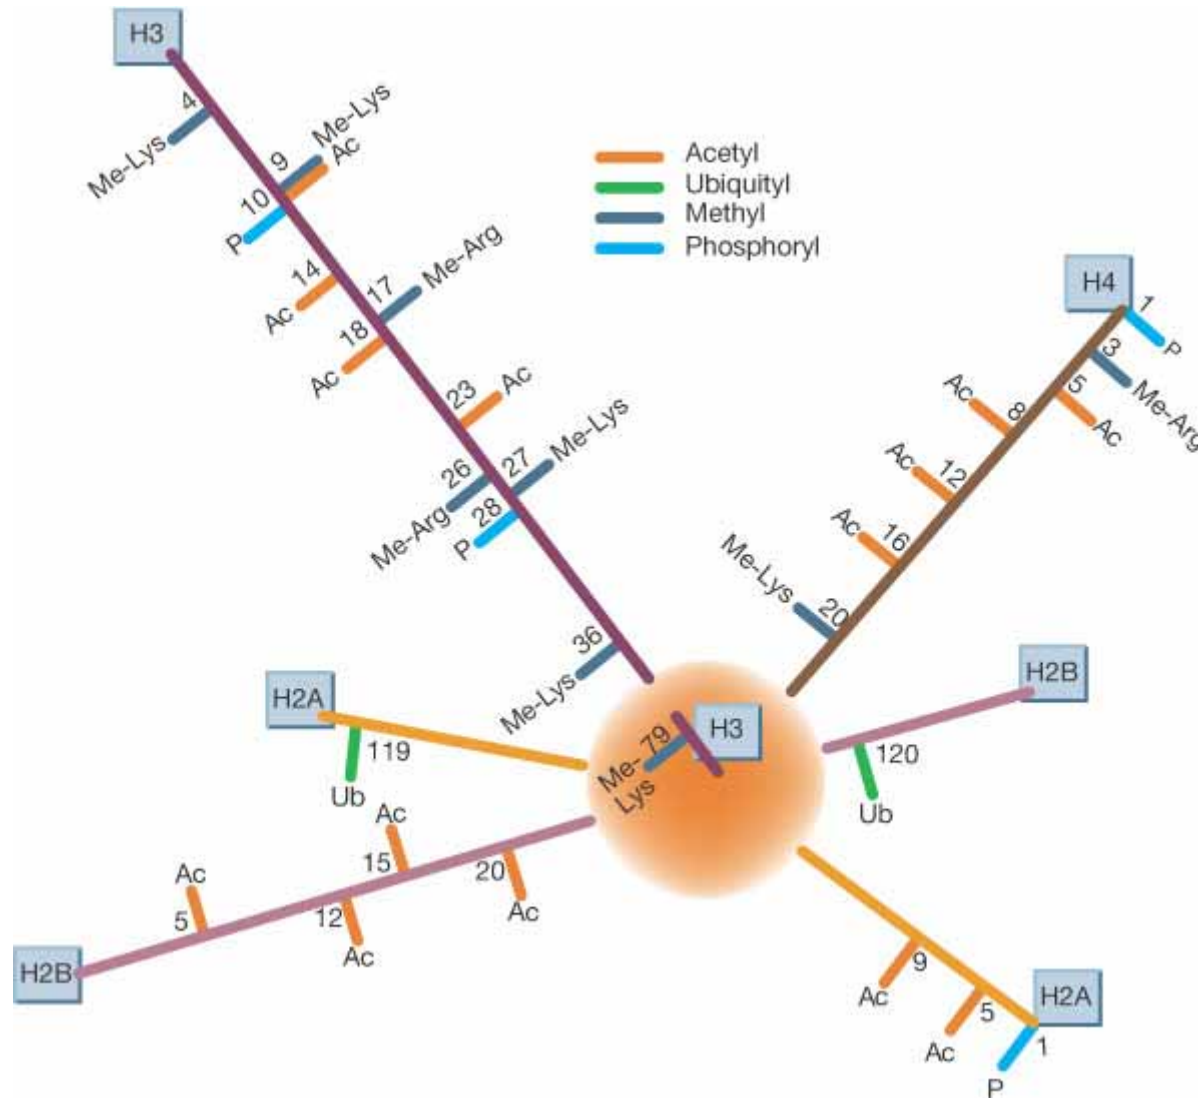 H3
4
Me-Lys
9
Me-Lys
Ac
10
P
14
Ac
17
Me-Arg
18
Ac
23
Ac
26
Me-Arg
27
Me-Lys
28
P
36
Me-Lys
Acetyl
Ubiquityl
Methyl
Phosphoryl
H4
1
P
3
Me-Arg
5
Ac
8
Ac
12
Ac
16
Ac
20
Me-Lys
H2A
119
Ub
H3
79
Me-
Lys
H2B
120
Ub
H2B
5
Ac
12
Ac
15
Ac
20
Ac
9
Ac
5
Ac
H2A
1
P